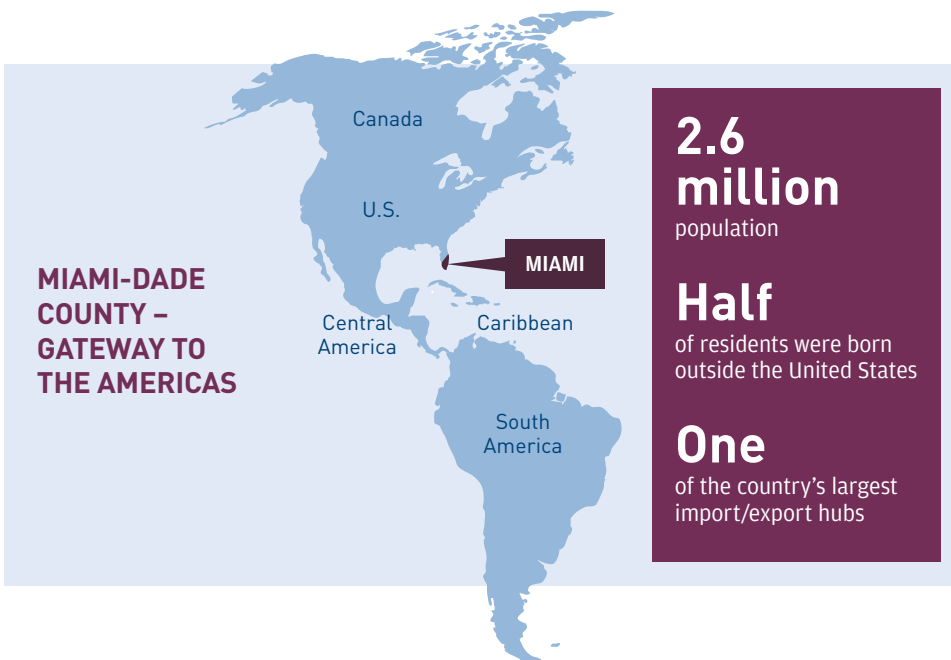 MIAMI-DADE
COUNTY –
GATEWAY TO
THE AMERICAS
Canada
U.S.
MIAMI
Central
America
Caribbean
South
America
2.6
million
population
Half
of residents were born
outside the United States
One
of the country’s largest
import/export hubs